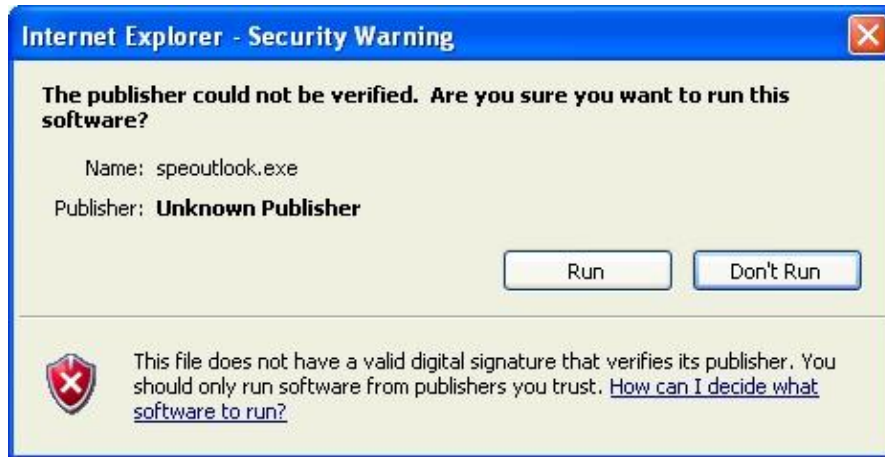 Internet Explorer - Security Warning
The publisher could not be verified. Are you sure you want to run this
software?
Name: speoutlook.exe
Publisher: Unknown Publisher
Run Don't Run
This file does not have a valid digital signature that verifies its publisher. You
should only run software from publishers you trust. How can I decide what
software to run?